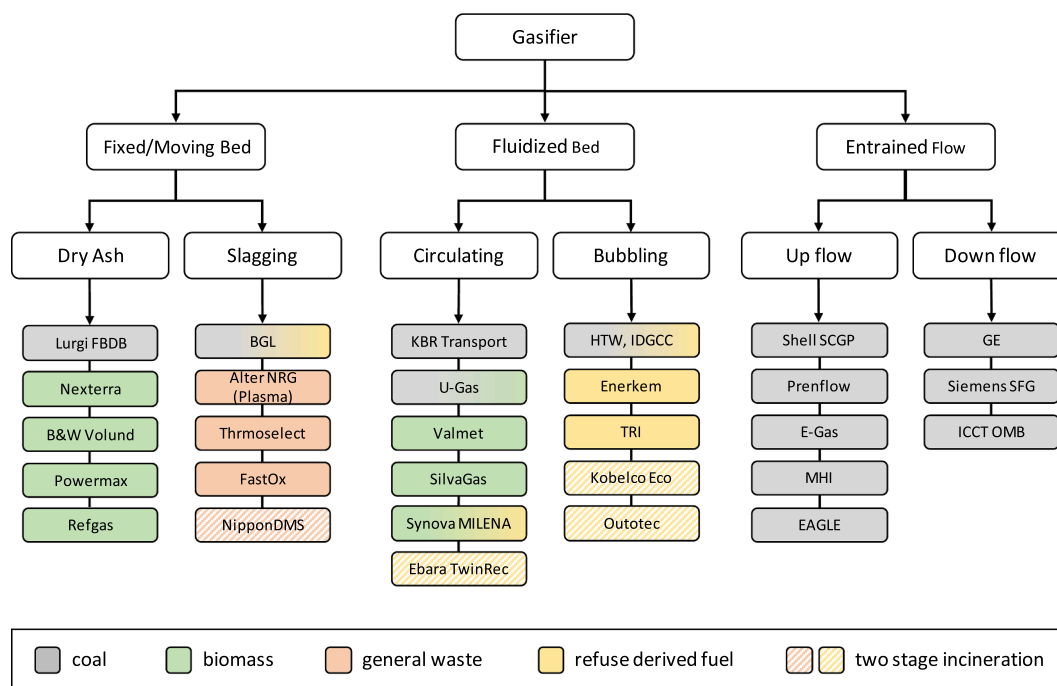 Gasifier
Fixed/Moving Bed
Fluidized Bed
Entrained Flow
Dry Ash
Slagging
Circulating
Bubbling
Up flow
Down flow
Lurgi FBDB
Nexterra
B&W Volund
Powermax
Refgas
BGL
Alter NRG
(Plasma)
Thrmoselect
FastOx
NipponDMS
KBR Transport
U-Gas
Valmet
SilvaGas
Synova MILENA
Ebara TwinRec
HTW, IDGCC
Enerkem
TRI
Kobelco Eco
Outotec
Shell SCGP
Prenflow
E-Gas
MHI
EAGLE
GE
Siemens SFG
ICCT OMB
coal
biomass
general waste
refuse derived fuel
two stage incineration